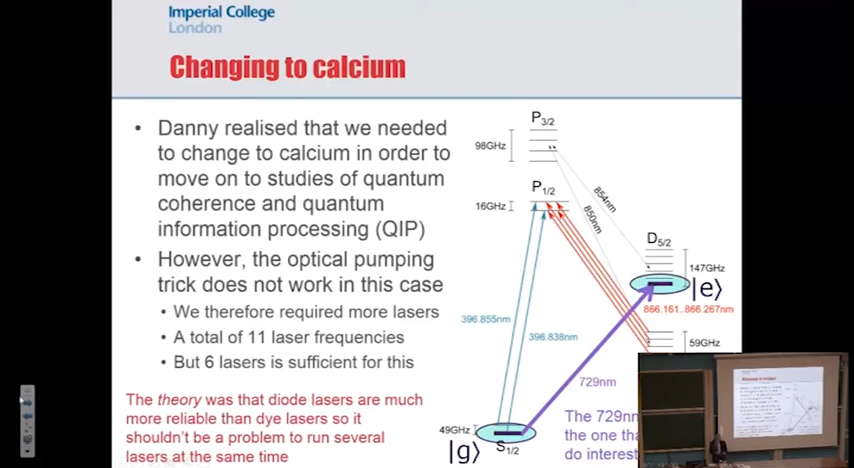 Imperial College
London
Changing to calcium
• Danny realised that we needed
to change to calcium in order to
move on to studies of quantum
coherence and quantum
information processing (QIP)
• However, the optical pumping
trick does not work in this case
• We therefore required more lasers
• A total of 11 laser frequencies
• But 6 lasers is sufficient for this
The theory was that diode lasers are much
more reliable than dye lasers so it
shouldn't be a problem to run several
lasers at the same time
P3/2
98GHz
P1/2
16GHz
854nm
850nm
D5/2
147GHz
|e⟩
866.161..866.267nm
396.855nm
396.838nm
59GHz
729nm
49GHz
S1/2
|g⟩
The 729nm
the one tha
do interest
Changing to calcium